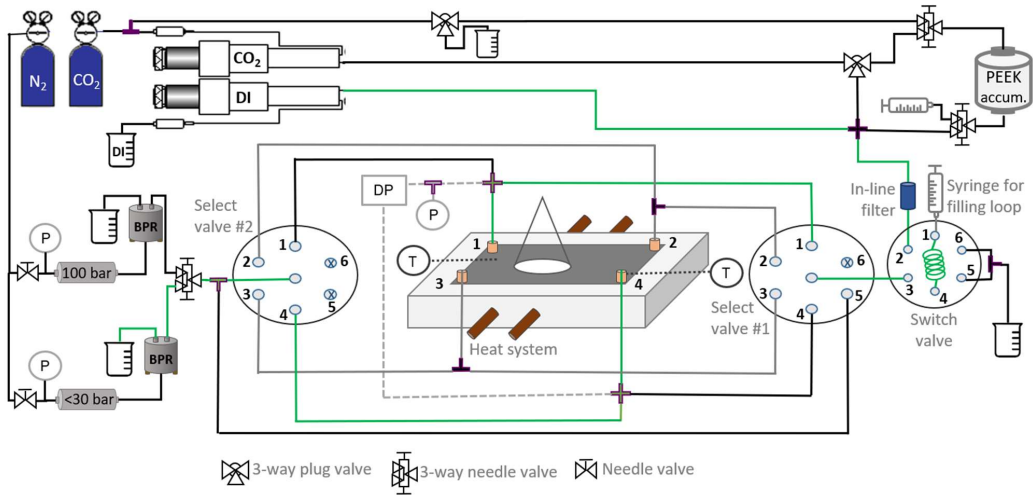 N2
CO2
CO2
DI
DI
PEEK
accum.
In-line
filter
Syringe for
filling loop
Select
valve #2
DP
P
BPR
P
100 bar
1
2
3
4
5
6
T
1
2
3
4
T
Heat system
Select
valve #1
1
2
3
4
5
6
1
2
3
4
5
6
Switch
valve
BPR
P
<30 bar
3-way plug valve
3-way needle valve
Needle valve